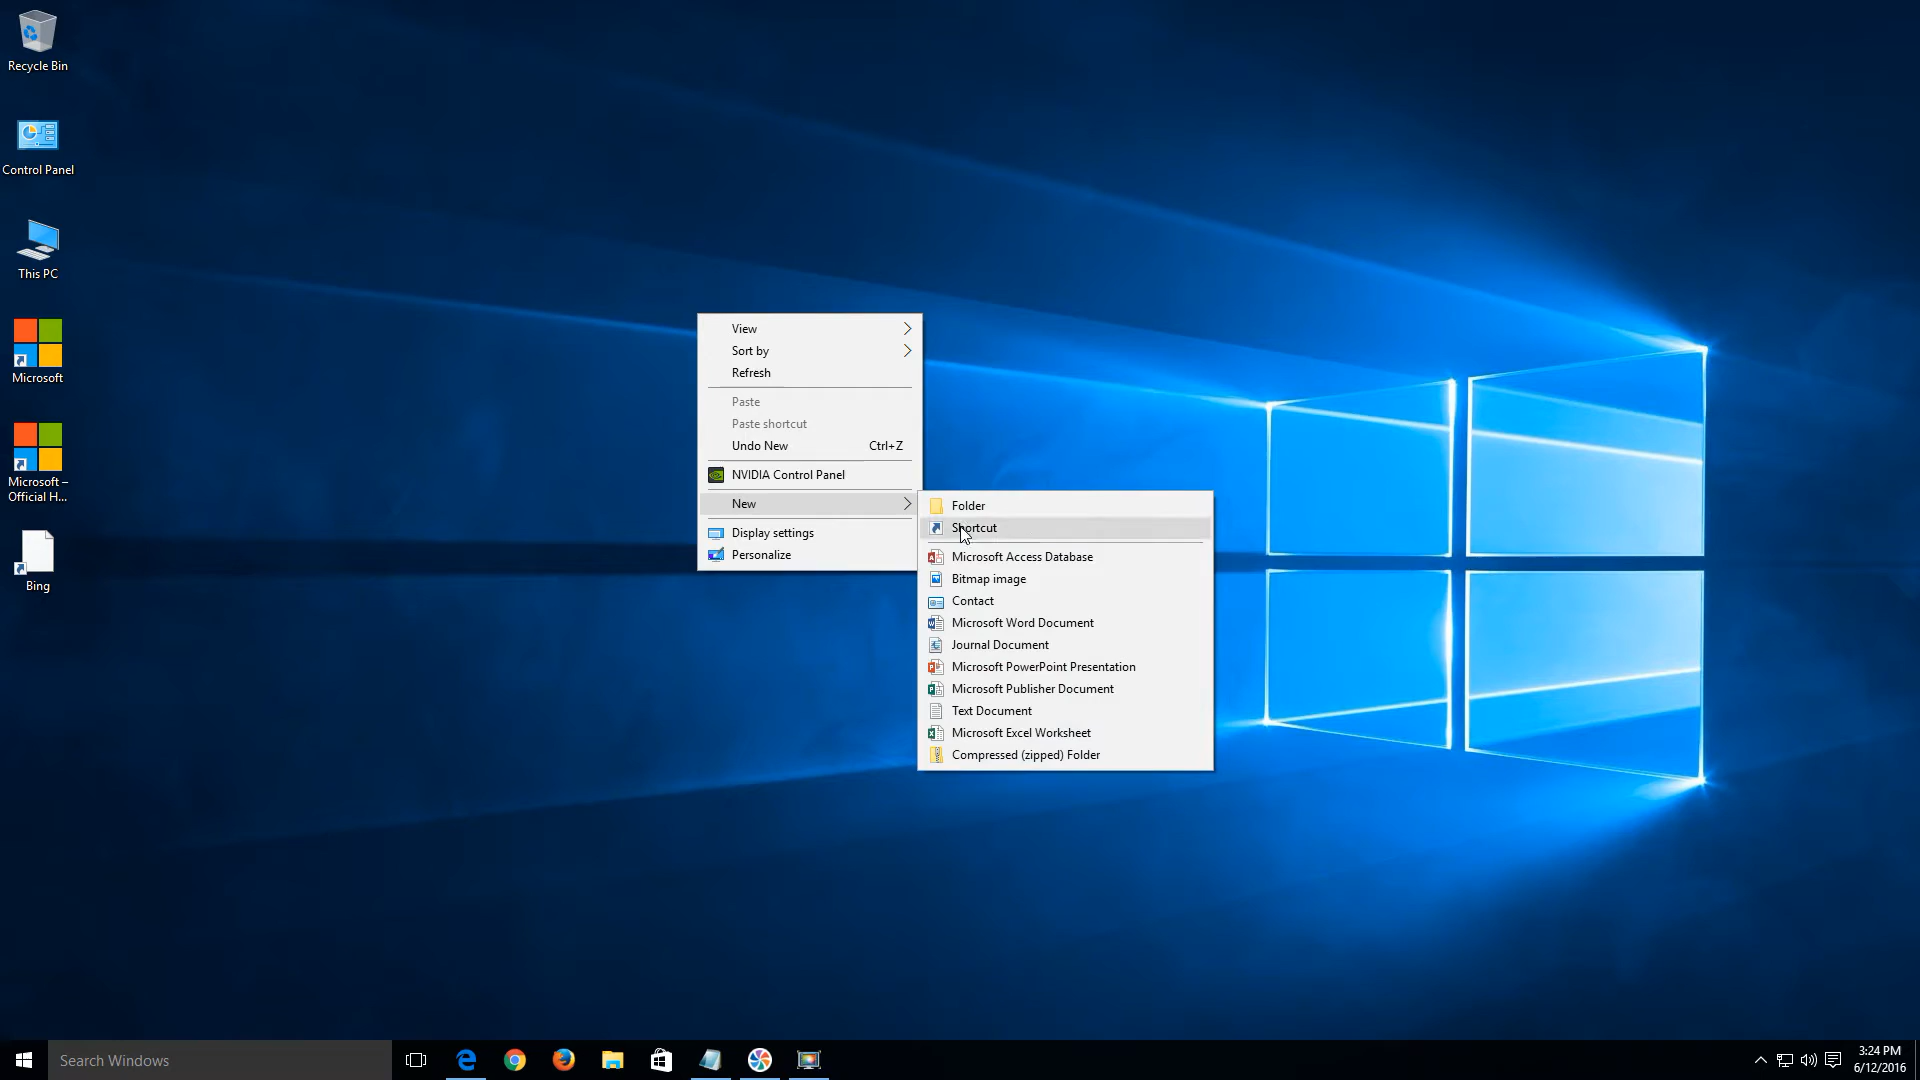 Recycle Bin
Control Panel
This PC
Microsoft
Microsoft –
Official H...
Bing
View
Sort by
Refresh
Paste
Paste shortcut
Undo New Ctrl+Z
NVIDIA Control Panel
New
Display settings
Personalize
Folder
Shortcut
Microsoft Access Database
Bitmap image
Contact
Microsoft Word Document
Journal Document
Microsoft PowerPoint Presentation
Microsoft Publisher Document
Text Document
Microsoft Excel Worksheet
Compressed (zipped) Folder
Search Windows
3:24 PM
6/12/2016